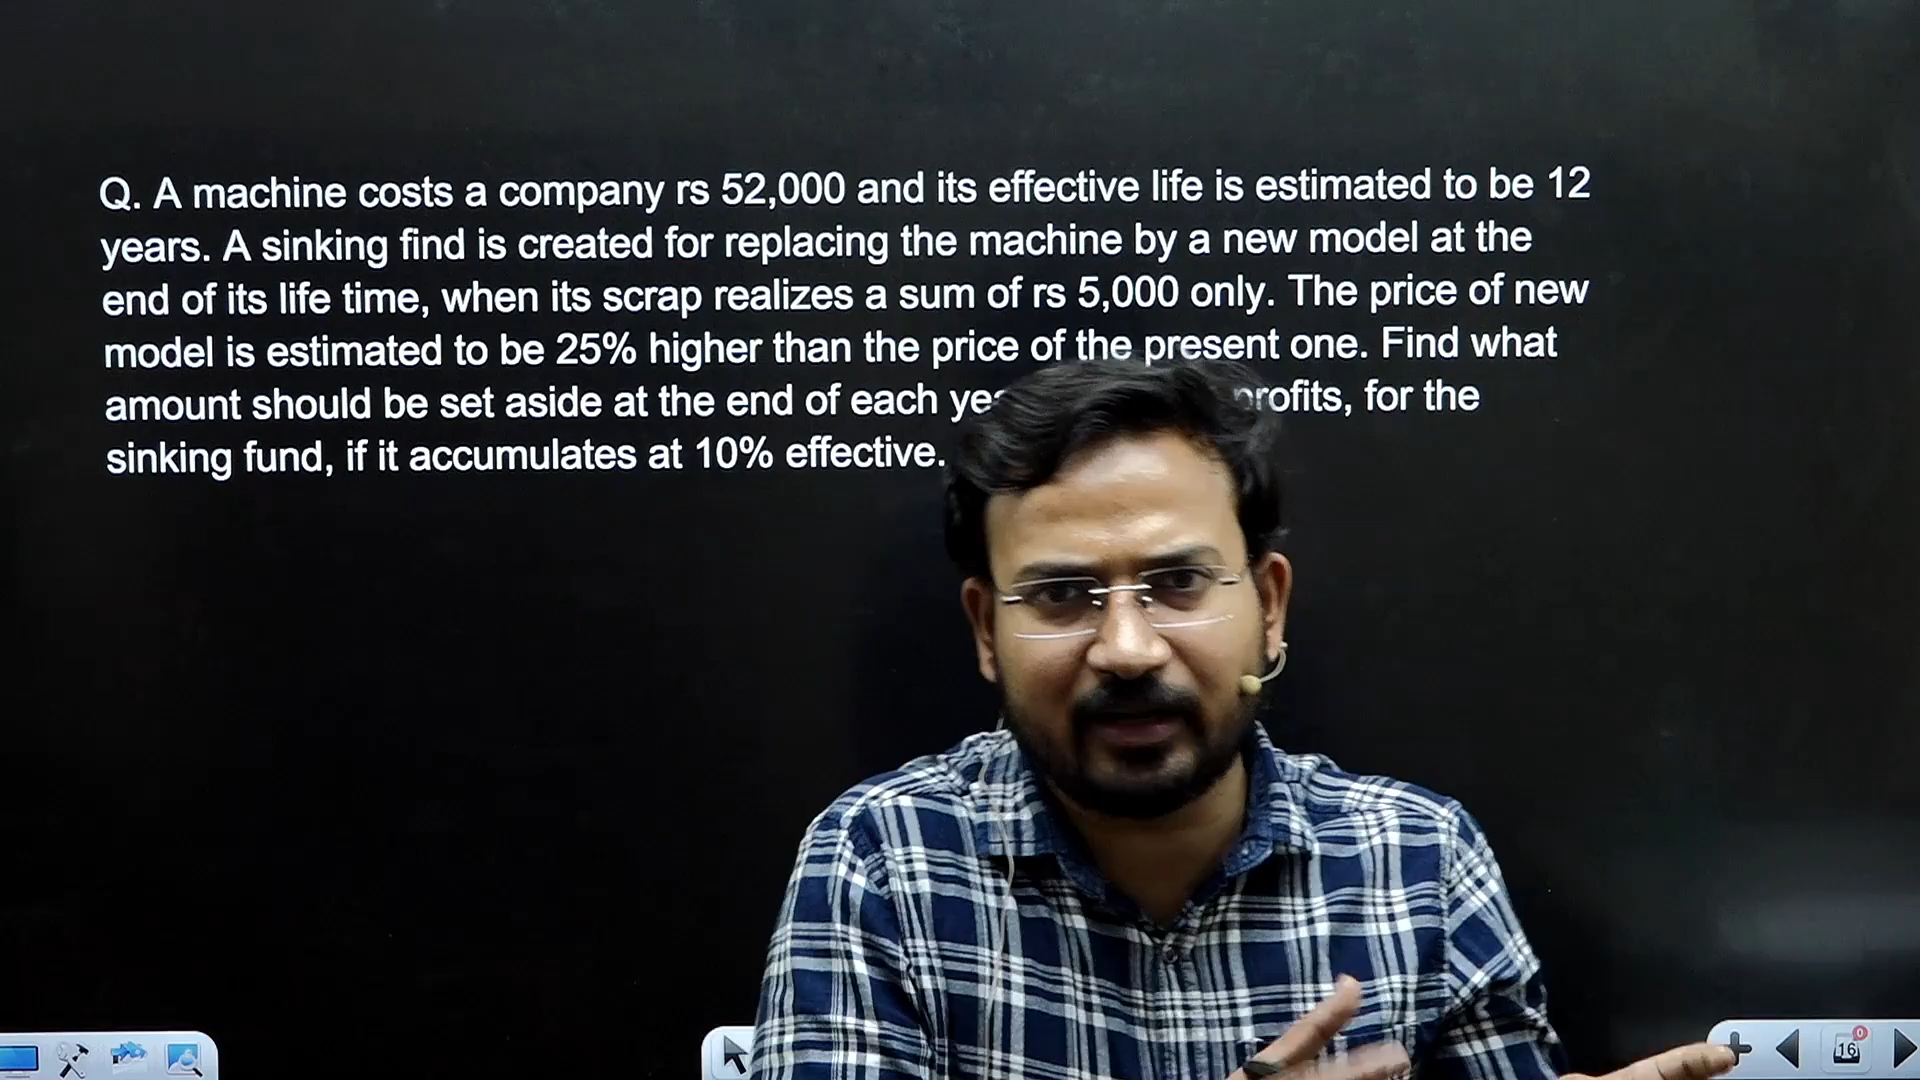 Q. A machine costs a company rs 52,000 and its effective life is estimated to be 12
years. A sinking find is created for replacing the machine by a new model at the
end of its life time, when its scrap realizes a sum of rs 5,000 only. The price of new
model is estimated to be 25% higher than the price of the present one. Find what
amount should be set aside at the end of each profits, for the
sinking fund, if it accumulates at 10% effective.
0
16